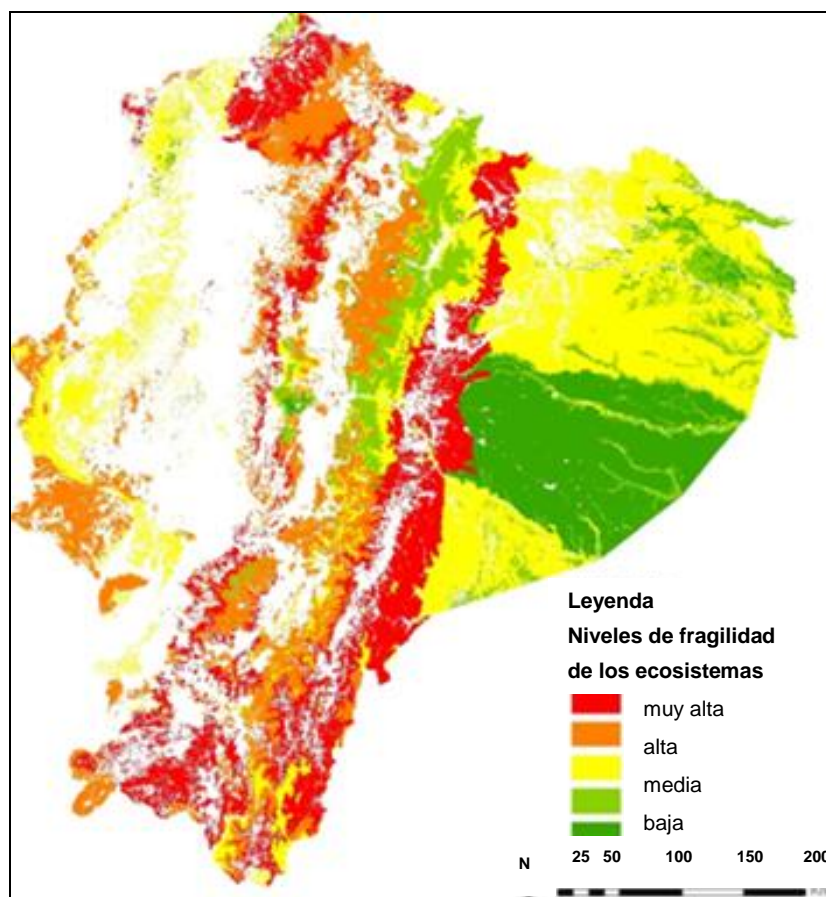 Leyenda
Niveles de fragilidad
de los ecosistemas
muy alta
alta
media
baja
N 25 50 100 150 200